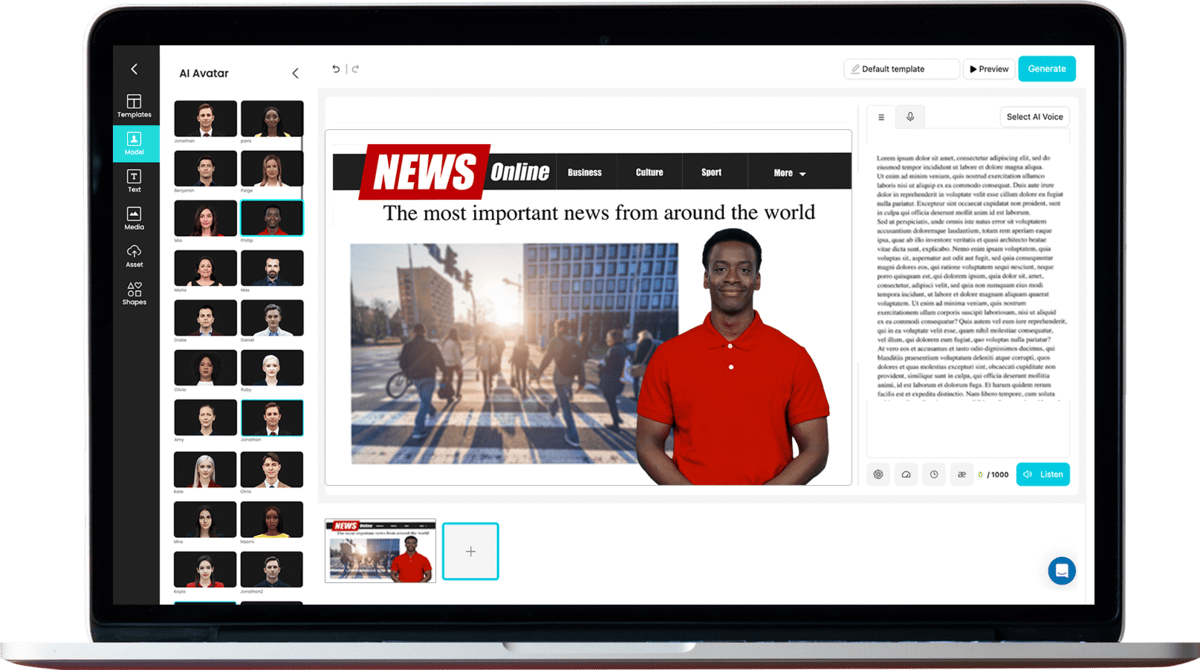 AI Avatar
Default template
Preview
Generate
Templates
Model
Text
Media
Asset
Shapes
Jonathan
paris
Benjamin
Paige
Mia
Philip
Max
Drake
Daniel
Olivia
Ruby
Amy
Jonathan
Kate
Chris
Naomi
Kayla
Jonathan2
NEWS Online
Business
Culture
Sport
More
The most important news from around the world
Select AI Voice
Lorem ipsum dolor sit amet, consectetur adipiscing elit, sed do
eiusmod tempor incididunt ut labore et dolore magna aliqua.
Ut enim ad minim veniam, quis nostrud exercitation ullamco
laboris nisi ut aliquip ex ea commodo consequat. Duis aute irure
dolor in reprehenderit in voluptate velit esse cillum dolore eu fugiat
nulla pariatur. Excepteur sint occaecat cupidatat non proident, sunt
in culpa qui officia deserunt mollit anim id est laborum.
Sed ut perspiciatis, unde omnis iste natus error sit voluptatem
accusantium doloremque laudantium, totam rem aperiam eaque
ipsa, quae ab illo inventore veritatis et quasi architecto beatae
vitae dicta sunt, explicabo. Nemo enim ipsam voluptatem, quia
voluptas sit, aspernatur aut odit aut fugit, sed quia consequuntur
magni dolores eos, qui ratione voluptatem sequi nesciunt, neque
porro quisquam est, qui dolorem ipsum, quia dolor sit, amet,
consectetur, adipisci velit, sed quia non numquam eius modi
tempora incidunt, ut labore et dolore magnam aliquam quaerat
voluptatem. Ut enim ad minima veniam, quis nostrum
exercitationem ullam corporis suscipit laboriosam, nisi ut aliquid
ex ea commodi consequatur? Quis autem vel eum iure reprehenderit,
qui in ea voluptate velit esse, quam nihil molestiae consequatur,
vel illum, qui dolorem eum fugiat, quo voluptas nulla pariatur?
At vero eos et accusamus et iusto odio dignissimos ducimus, qui
blanditiis praesentium voluptatum deleniti atque corrupti, quos
dolores et quas molestias excepturi sint, obcaecati cupiditate non
provident, similique sunt in culpa, qui officia deserunt mollitia
animi, id est laborum et dolorum fuga. Et harum quidem rerum
facilis est et expedita distinctio. Nam libero tempore, cum soluta
æ
0 / 1000
Listen
NEWS Online
The most important news from around the world